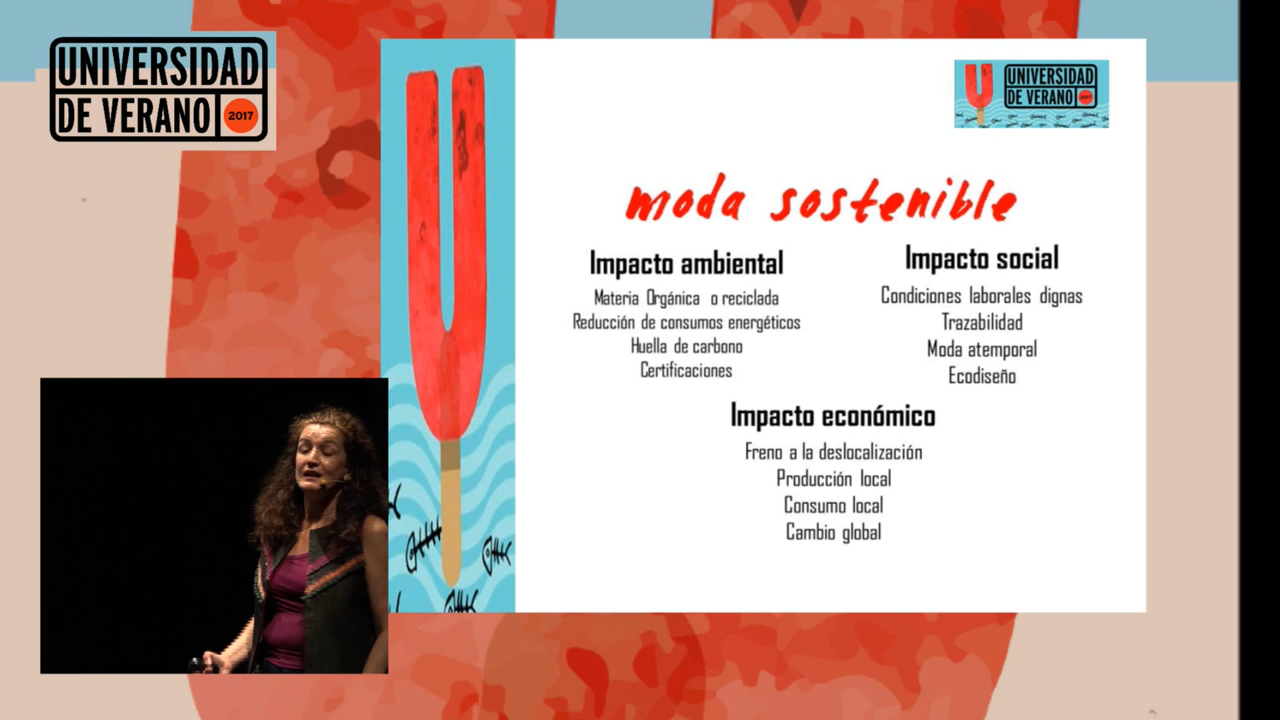 UNIVERSIDAD
DE VERANO 2017
UNIVERSIDAD
DE VERANO 2017
moda sostenible
Impacto ambiental
Materia Orgánica o reciclada
Reducción de consumos energéticos
Huella de carbono
Certificaciones
Impacto social
Condiciones laborales dignas
Trazabilidad
Moda atemporal
Ecodiseño
Impacto económico
Freno a la deslocalización
Producción local
Consumo local
Cambio global